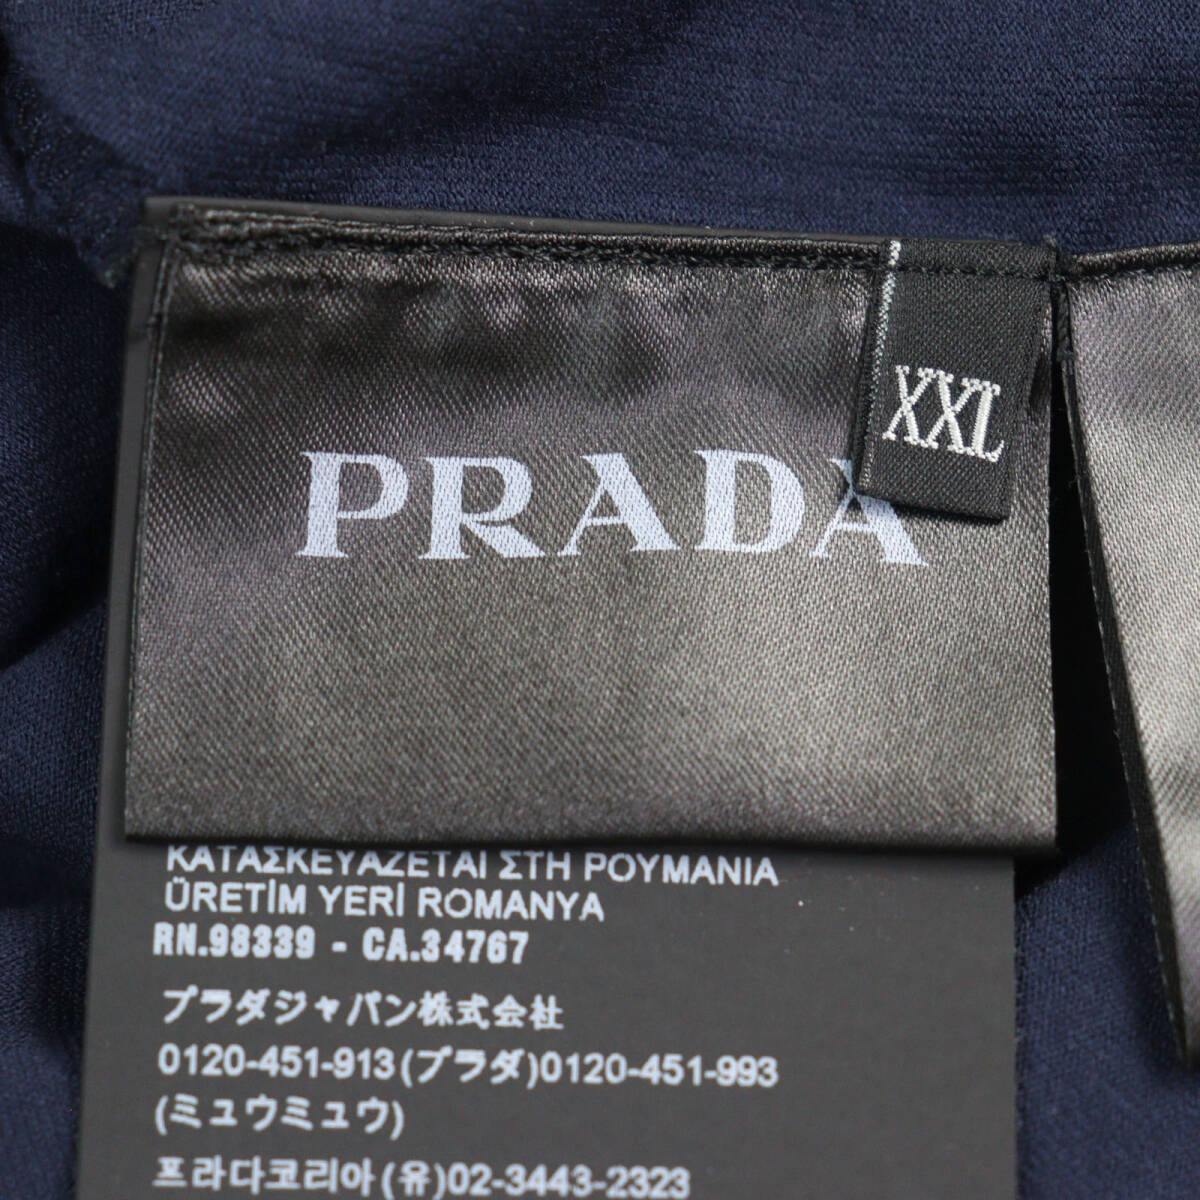 XXL
PRADA
ΚΑΤΑΣΚΕΥΑΖΕΤΑΙ ΣΤΗ ΡΟΥΜΑΝΙΑ
ÜRETİM YERİ ROMANYA
RN.98339 - CA.34767
プラダジャパン株式会社
0120-451-913(プラダ)0120-451-993
(ミュウミュウ)
프라다코리아(유)02-3443-2323